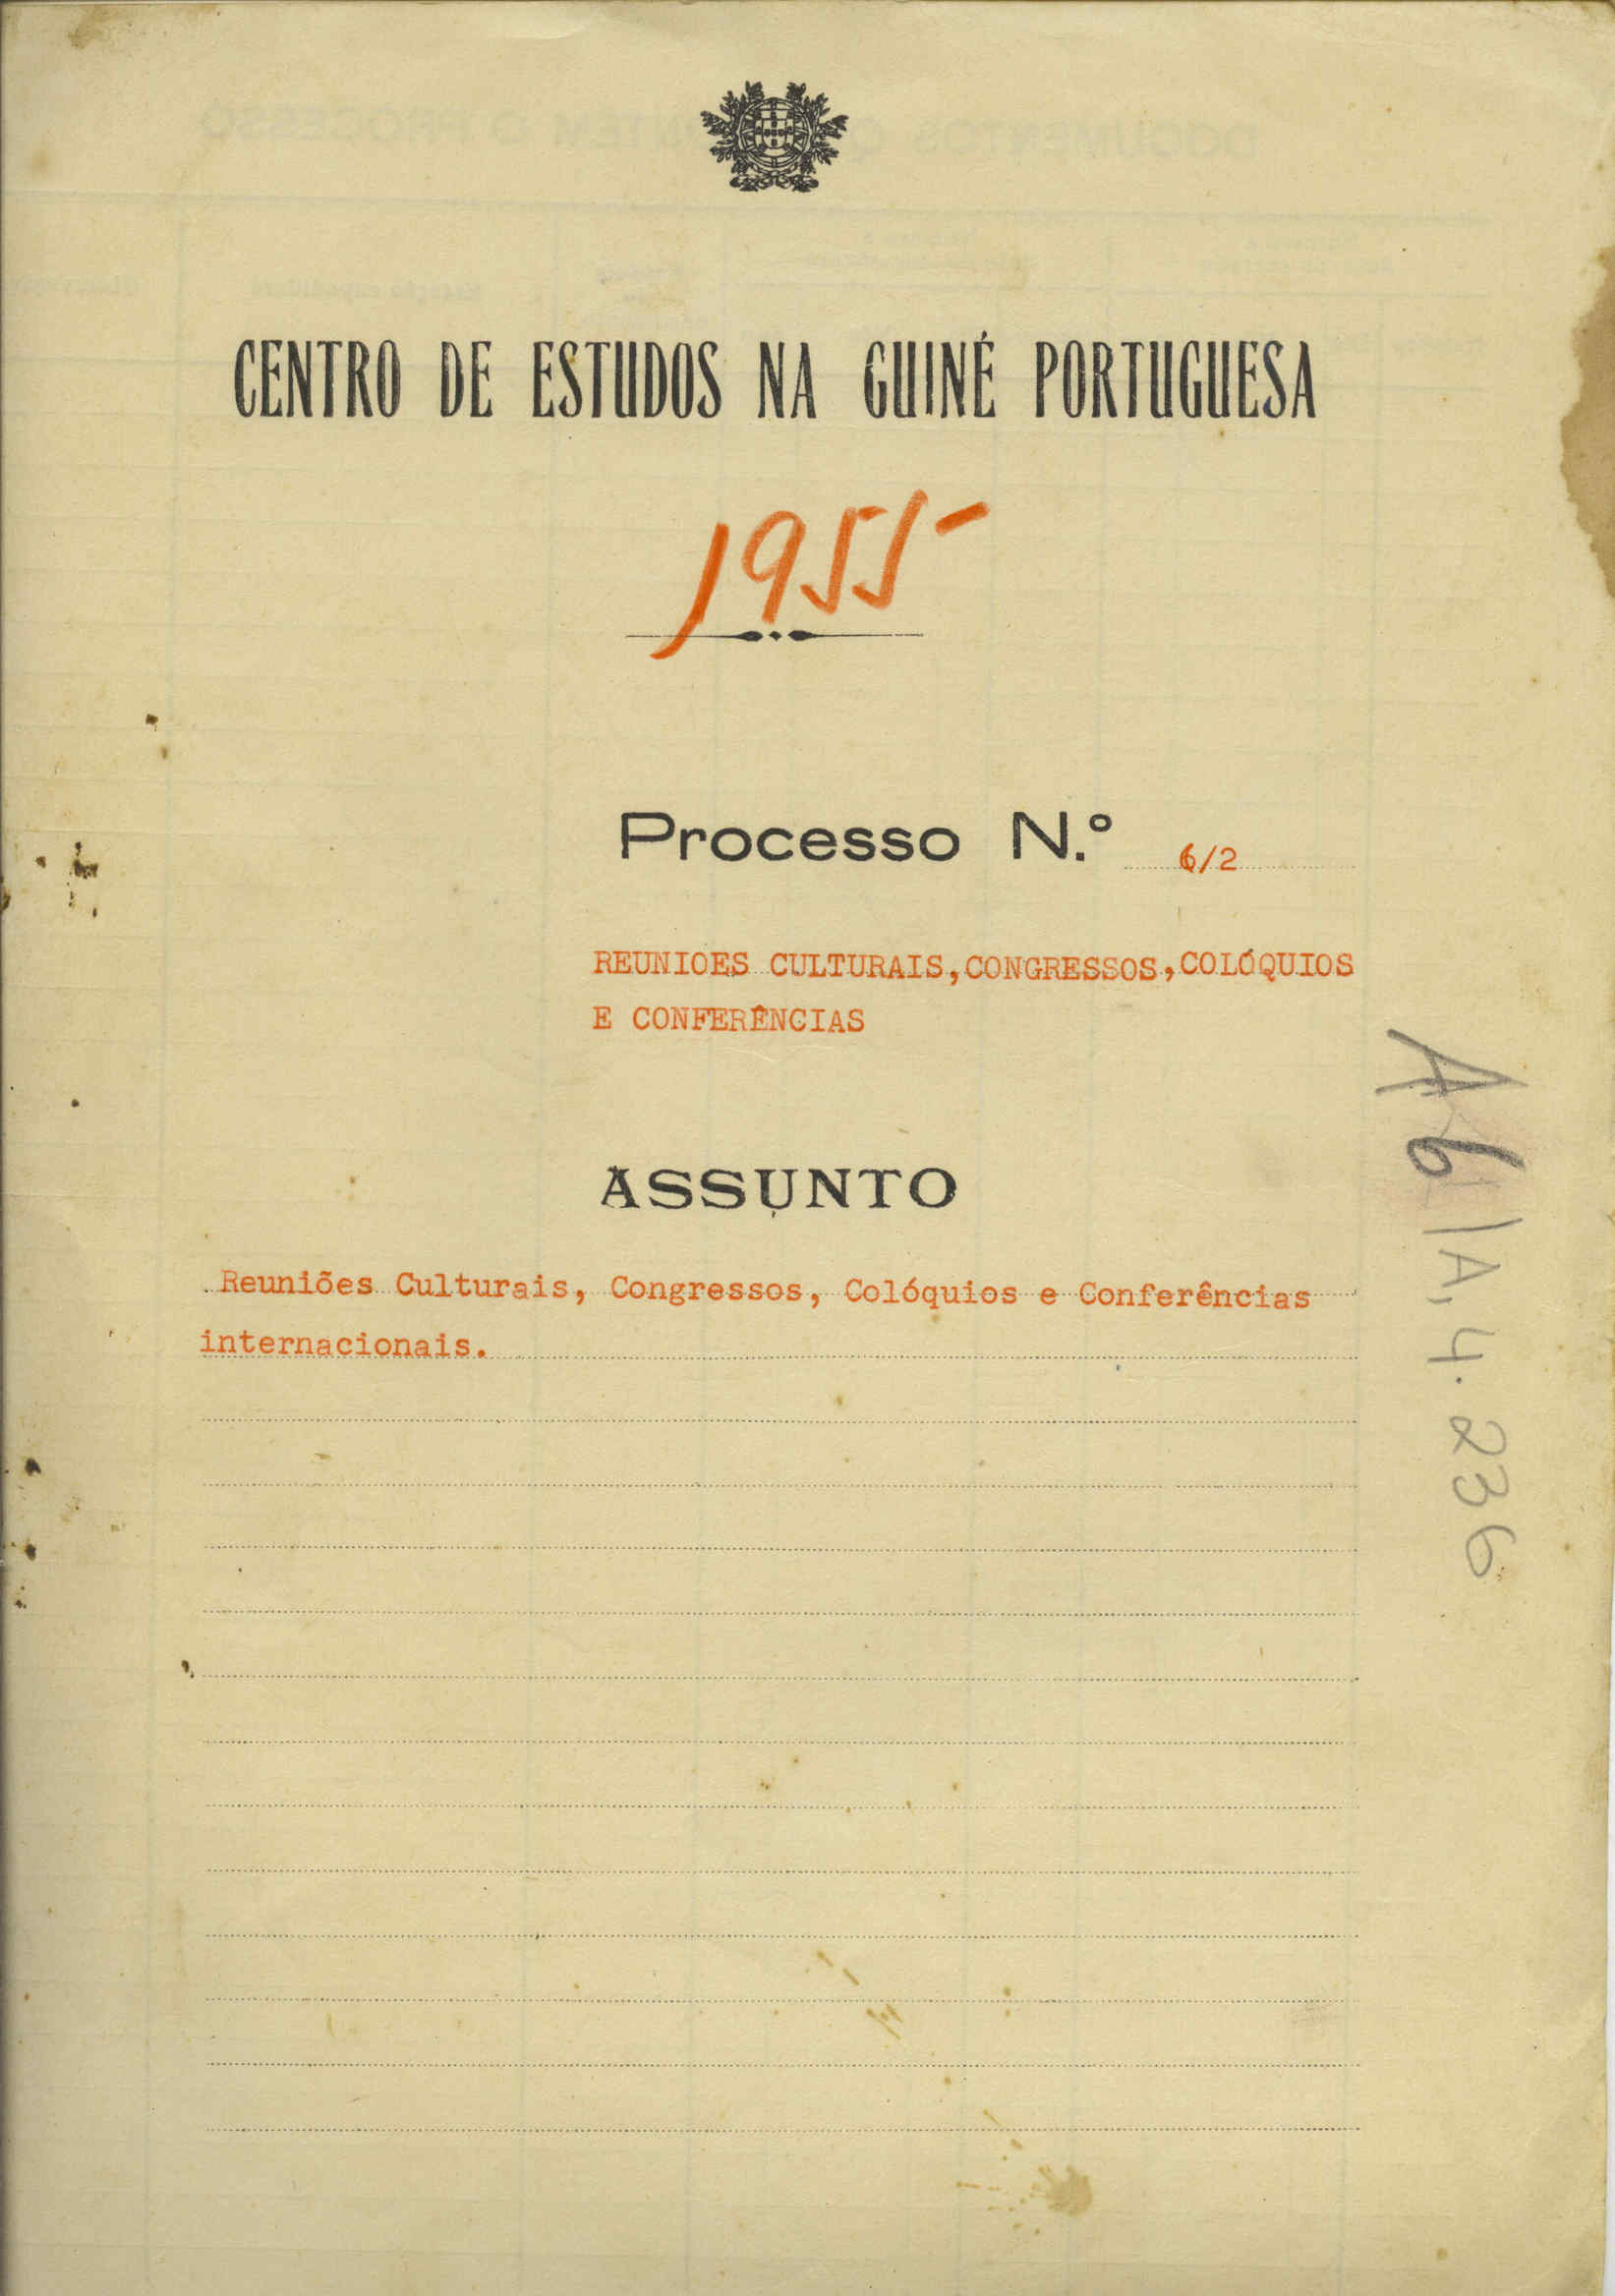 CENTRO DE ESTUDOS NA GUINÉ PORTUGUESA
1955
Processo N.º 6/2
REUNIOES CULTURAIS, CONGRESSOS, COLÓQUIOS
E CONFERÊNCIAS
ASSUNTO
Reuniões Culturais, Congressos, Colóquios e Conferências
internacionais.
A6/A,4.236